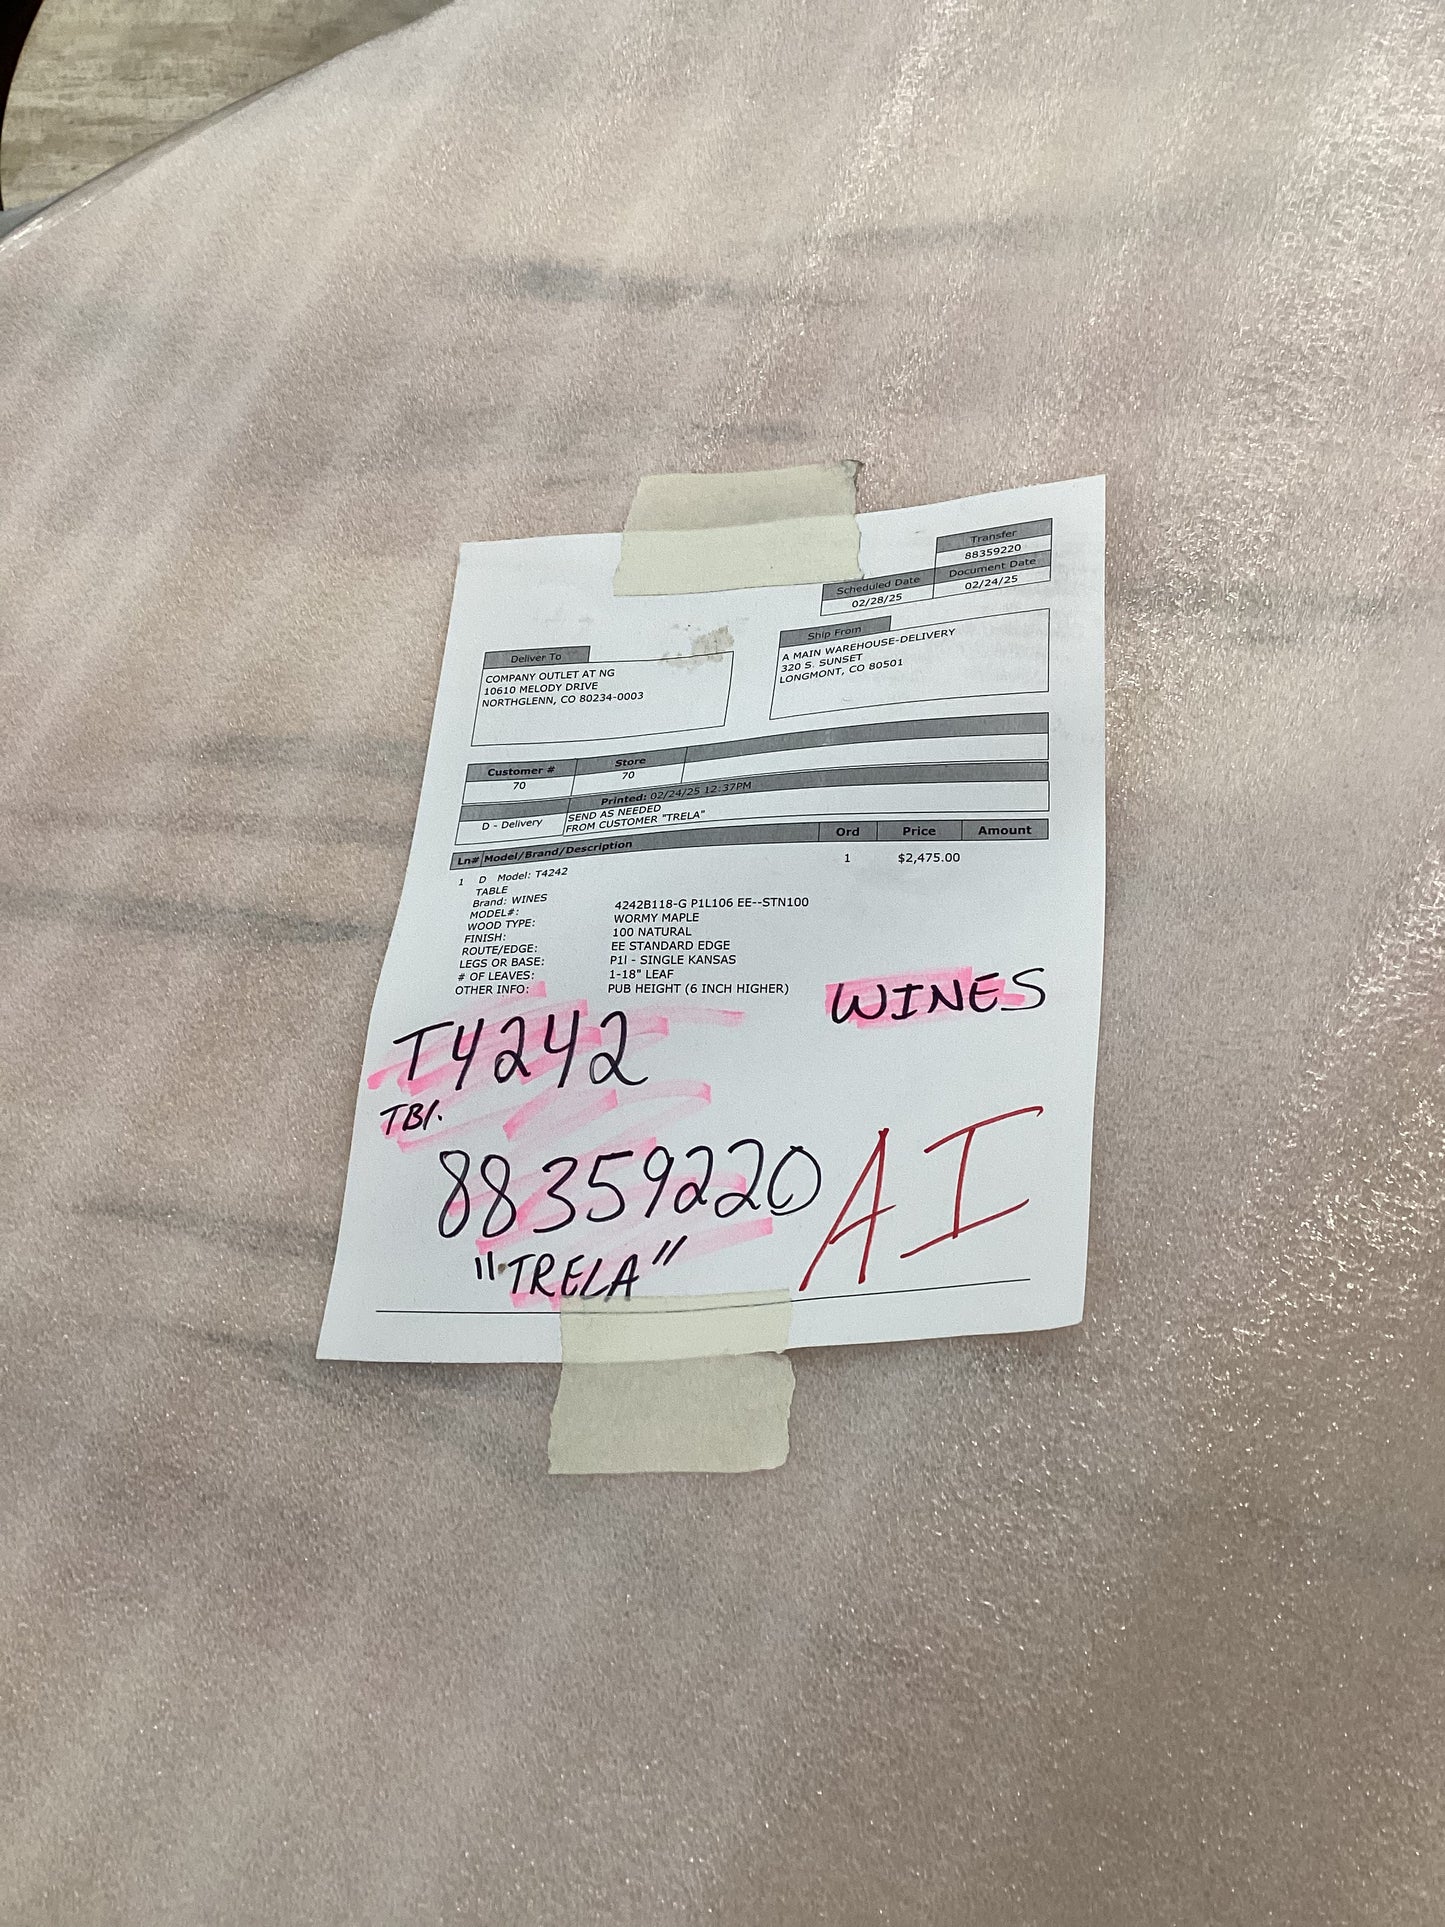 Transfer
88359220
Scheduled Date Document Date
02/28/25 02/24/25
Deliver To
COMPANY OUTLET AT NG
10610 MELODY DRIVE
NORTHGLENN, CO 80234-0003
Ship From
A MAIN WAREHOUSE-DELIVERY
320 S. SUNSET
LONGMONT, CO 80501
Customer # Store
70 70
Printed: 02/24/25 12:37PM
D - Delivery SEND AS NEEDED
FROM CUSTOMER "TRELA"
Ln# Model/Brand/Description Ord Price Amount
1 D Model: T4242 1 $2,475.00
TABLE
Brand: WINES
MODEL#: 4242B118-G P1L106 EE--STN100
WOOD TYPE: WORMY MAPLE
FINISH: 100 NATURAL
ROUTE/EDGE: EE STANDARD EDGE
LEGS OR BASE: P1l - SINGLE KANSAS
# OF LEAVES: 1-18" LEAF
OTHER INFO: PUB HEIGHT (6 INCH HIGHER)
WINES
T4242
TBl.
88359220
"TRELA"
AI